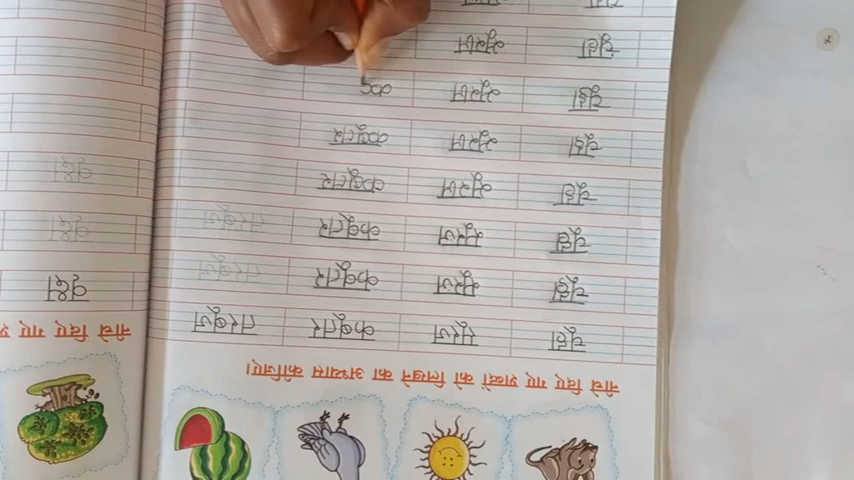 नीचे दिए गए शब्दों को लिखने का अभ्यास कीजिए।
चूहा सूरज कबूतर तरबूज
चूहा सूरज कबूतर तरबूज
चूहा सूरज कबूतर तरबूज
चूहा सूरज कबूतर
चूहा सूरज कबूतर
चूहा सूरज
चूहा सूरज
नीचे दिए गए
वृक्ष
वृक्ष
वृक्ष